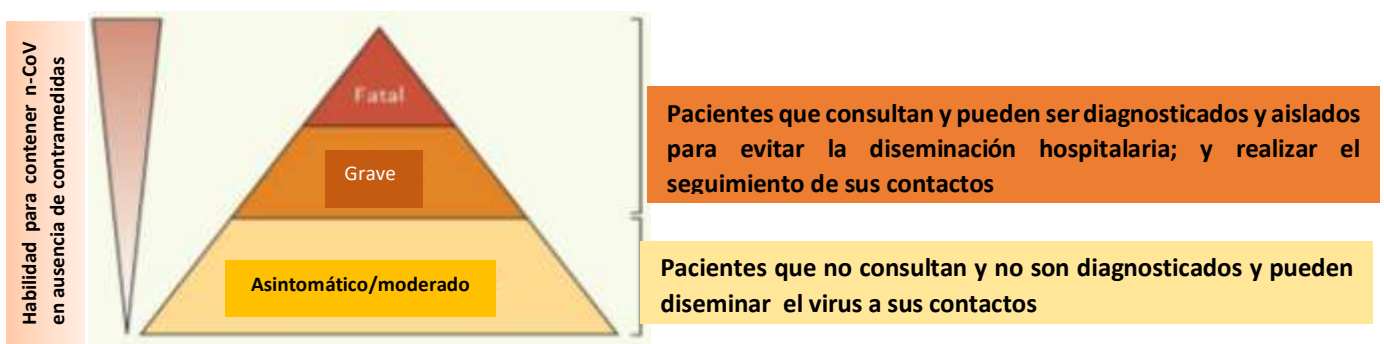 Habilidad para contener n-CoV
en ausencia de contramedidas
Fatal
Grave
Asintomático/moderado
Pacientes que consultan y pueden ser diagnosticados y aislados
para evitar la diseminación hospitalaria; y realizar el
seguimiento de sus contactos
Pacientes que no consultan y no son diagnosticados y pueden
diseminar el virus a sus contactos